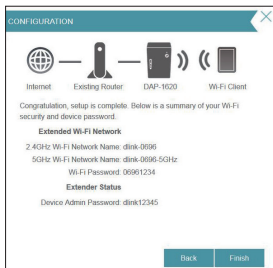 CONFIGURATION
Internet Existing Router DAP-1620 Wi-Fi Client
Congratulation, setup is complete. Below is a summary of your Wi-Fi
security and device password.
Extended Wi-Fi Network
2.4GHz Wi-Fi Network Name: dlink-0696
5GHz Wi-Fi Network Name: dlink-0696-5GHz
Wi-Fi Password: 06961234
Extender Status
Device Admin Password: dlink12345
Back Finish